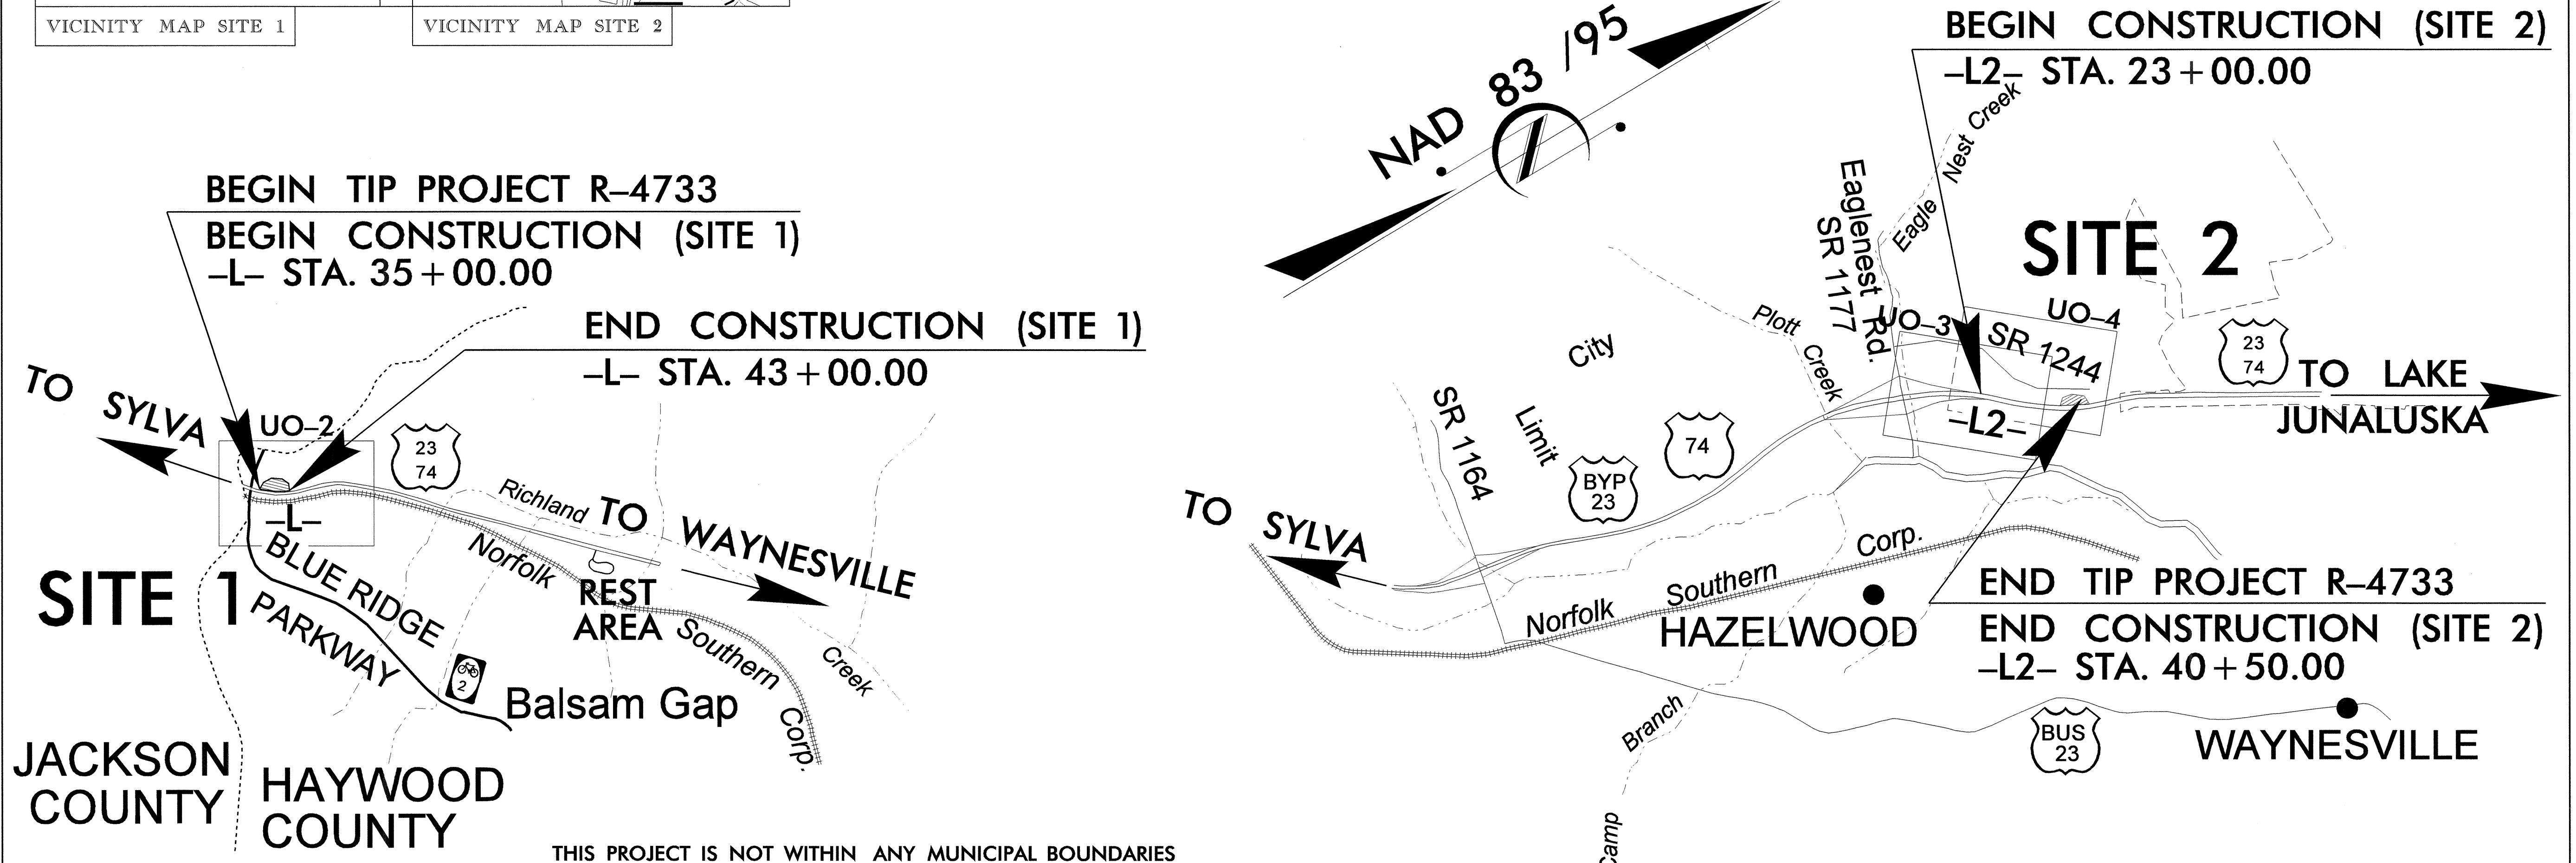 VICINITY MAP SITE 1
VICINITY MAP SITE 2
NAD 83 /95
BEGIN CONSTRUCTION (SITE 2)
–L2– STA. 23+00.00
BEGIN TIP PROJECT R–4733
BEGIN CONSTRUCTION (SITE 1)
–L– STA. 35+00.00
END CONSTRUCTION (SITE 1)
–L– STA. 43+00.00
TO SYLVA
UO–2
23
74
–L–
Richland
TO WAYNESVILLE
Norfolk
REST
AREA
Southern
Corp.
Creek
SITE 1
BLUE RIDGE
PARKWAY
2
Balsam Gap
JACKSON
COUNTY
HAYWOOD
COUNTY
THIS PROJECT IS NOT WITHIN ANY MUNICIPAL BOUNDARIES
Eagle Nest Creek
Eaglenest Rd.
SR 1177
SITE 2
UO–3
UO–4
SR 1244
23
74
TO LAKE
JUNALUSKA
–L2–
Plott
Creek
City
Limit
SR 1164
BYP
23
74
TO SYLVA
Norfolk Southern Corp.
HAZELWOOD
END TIP PROJECT R–4733
END CONSTRUCTION (SITE 2)
–L2– STA. 40+50.00
BUS
23
WAYNESVILLE
Branch
Camp